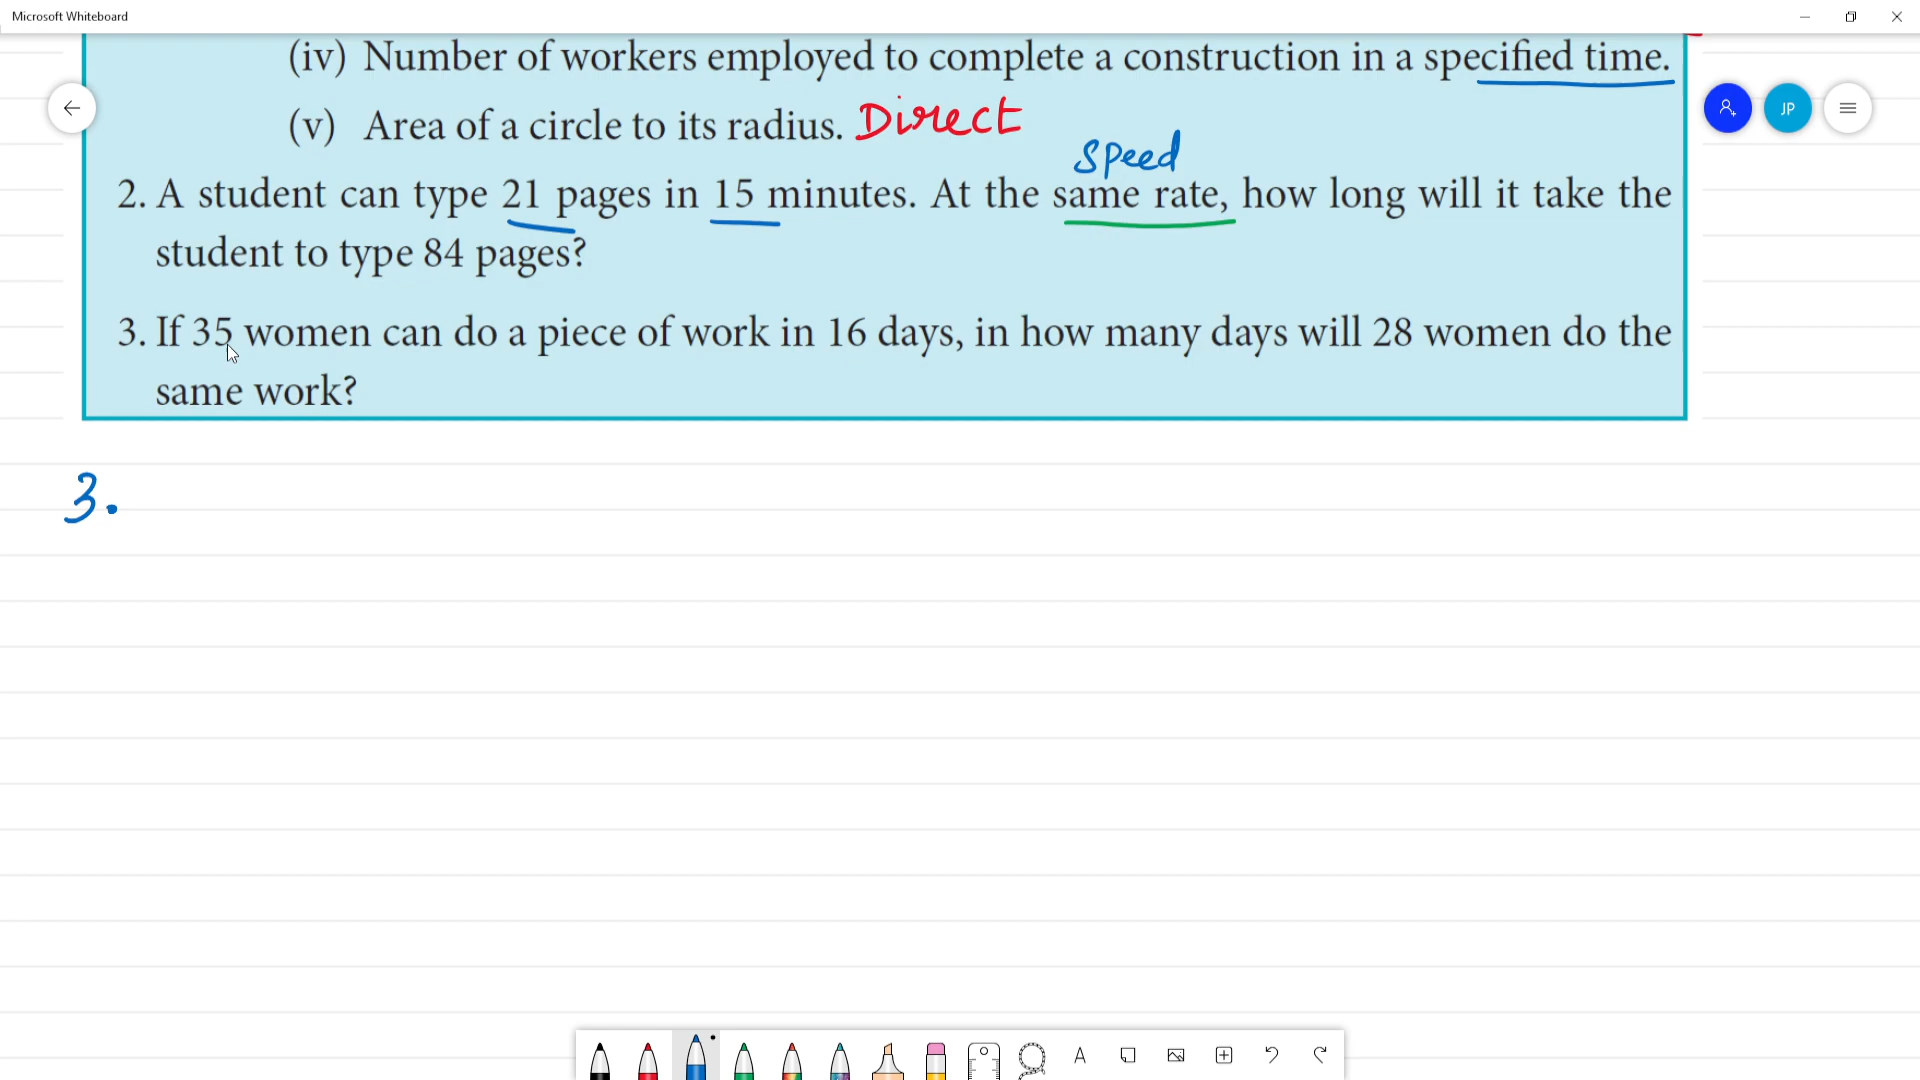 Microsoft Whiteboard
(iv) Number of workers employed to complete a construction in a specified time.
(v) Area of a circle to its radius. Direct
speed
2. A student can type 21 pages in 15 minutes. At the same rate, how long will it take the
student to type 84 pages?
3. If 35 women can do a piece of work in 16 days, in how many days will 28 women do the
same work?
3.
JP
A